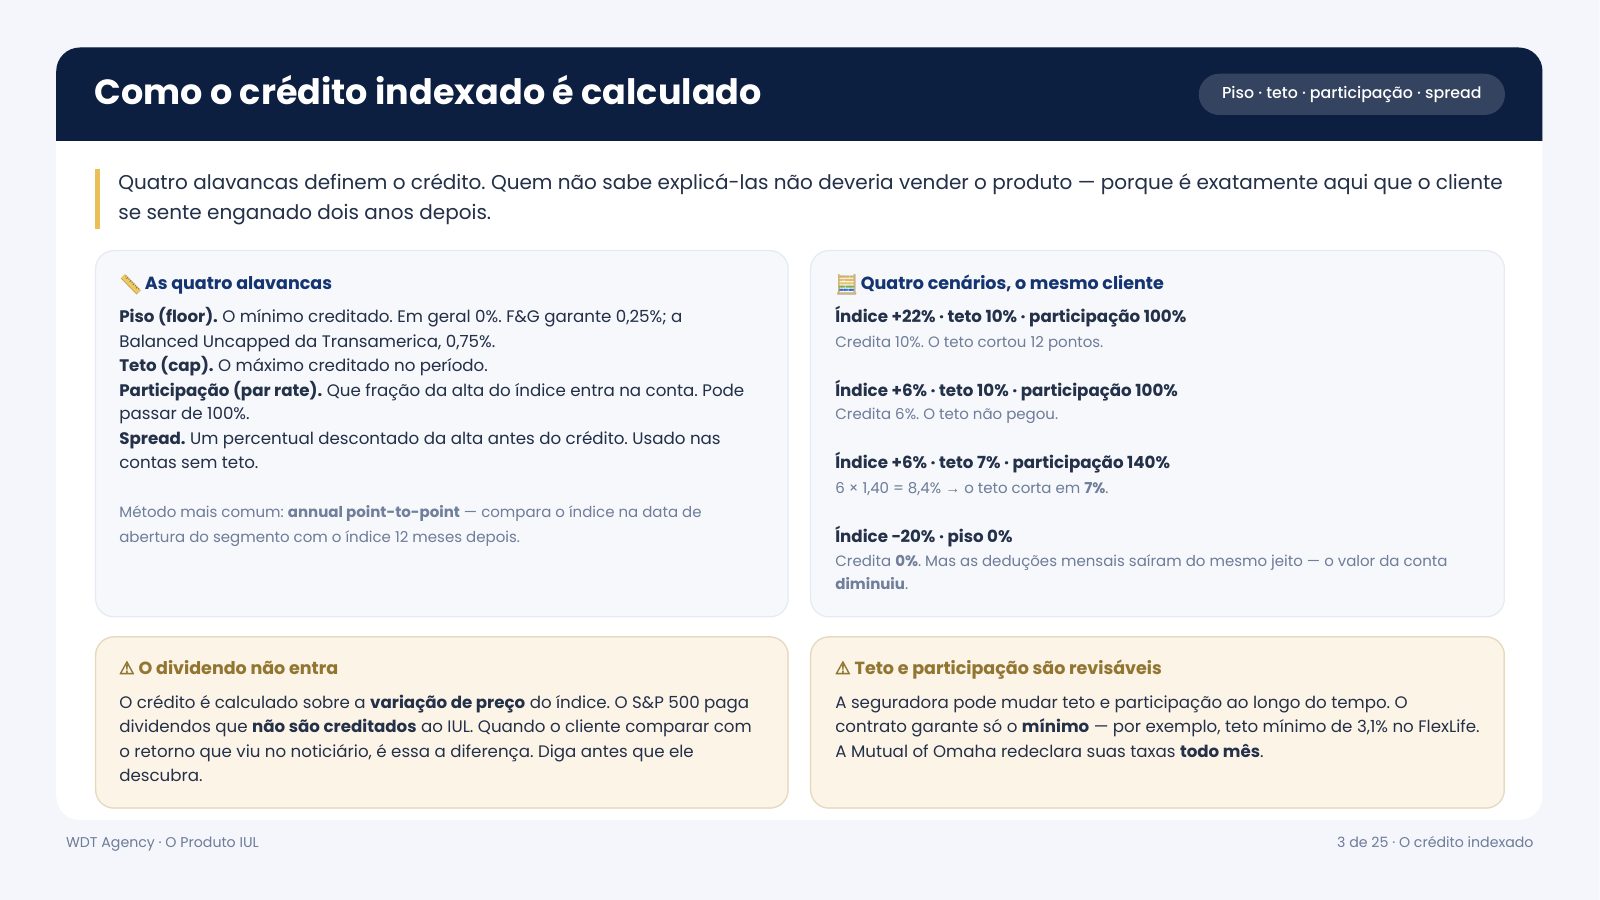 Como o crédito indexado é calculado
Piso · teto · participação · spread
Quatro alavancas definem o crédito. Quem não sabe explicá-las não deveria vender o produto — porque é exatamente aqui que o cliente
se sente enganado dois anos depois.
📏 As quatro alavancas
Piso (floor). O mínimo creditado. Em geral 0%. F&G garante 0,25%; a
Balanced Uncapped da Transamerica, 0,75%.
Teto (cap). O máximo creditado no período.
Participação (par rate). Que fração da alta do índice entra na conta. Pode
passar de 100%.
Spread. Um percentual descontado da alta antes do crédito. Usado nas
contas sem teto.
Método mais comum: annual point-to-point — compara o índice na data de
abertura do segmento com o índice 12 meses depois.
🧮 Quatro cenários, o mesmo cliente
Índice +22% · teto 10% · participação 100%
Credita 10%. O teto cortou 12 pontos.
Índice +6% · teto 10% · participação 100%
Credita 6%. O teto não pegou.
Índice +6% · teto 7% · participação 140%
6 × 1,40 = 8,4% → o teto corta em 7%.
Índice -20% · piso 0%
Credita 0%. Mas as deduções mensais saíram do mesmo jeito — o valor da conta
diminuiu.
⚠ O dividendo não entra
O crédito é calculado sobre a variação de preço do índice. O S&P 500 paga
dividendos que não são creditados ao IUL. Quando o cliente comparar com
o retorno que viu no noticiário, é essa a diferença. Diga antes que ele
descubra.
⚠ Teto e participação são revisáveis
A seguradora pode mudar teto e participação ao longo do tempo. O
contrato garante só o mínimo — por exemplo, teto mínimo de 3,1% no FlexLife.
A Mutual of Omaha redeclara suas taxas todo mês.
WDT Agency · O Produto IUL
3 de 25 · O crédito indexado